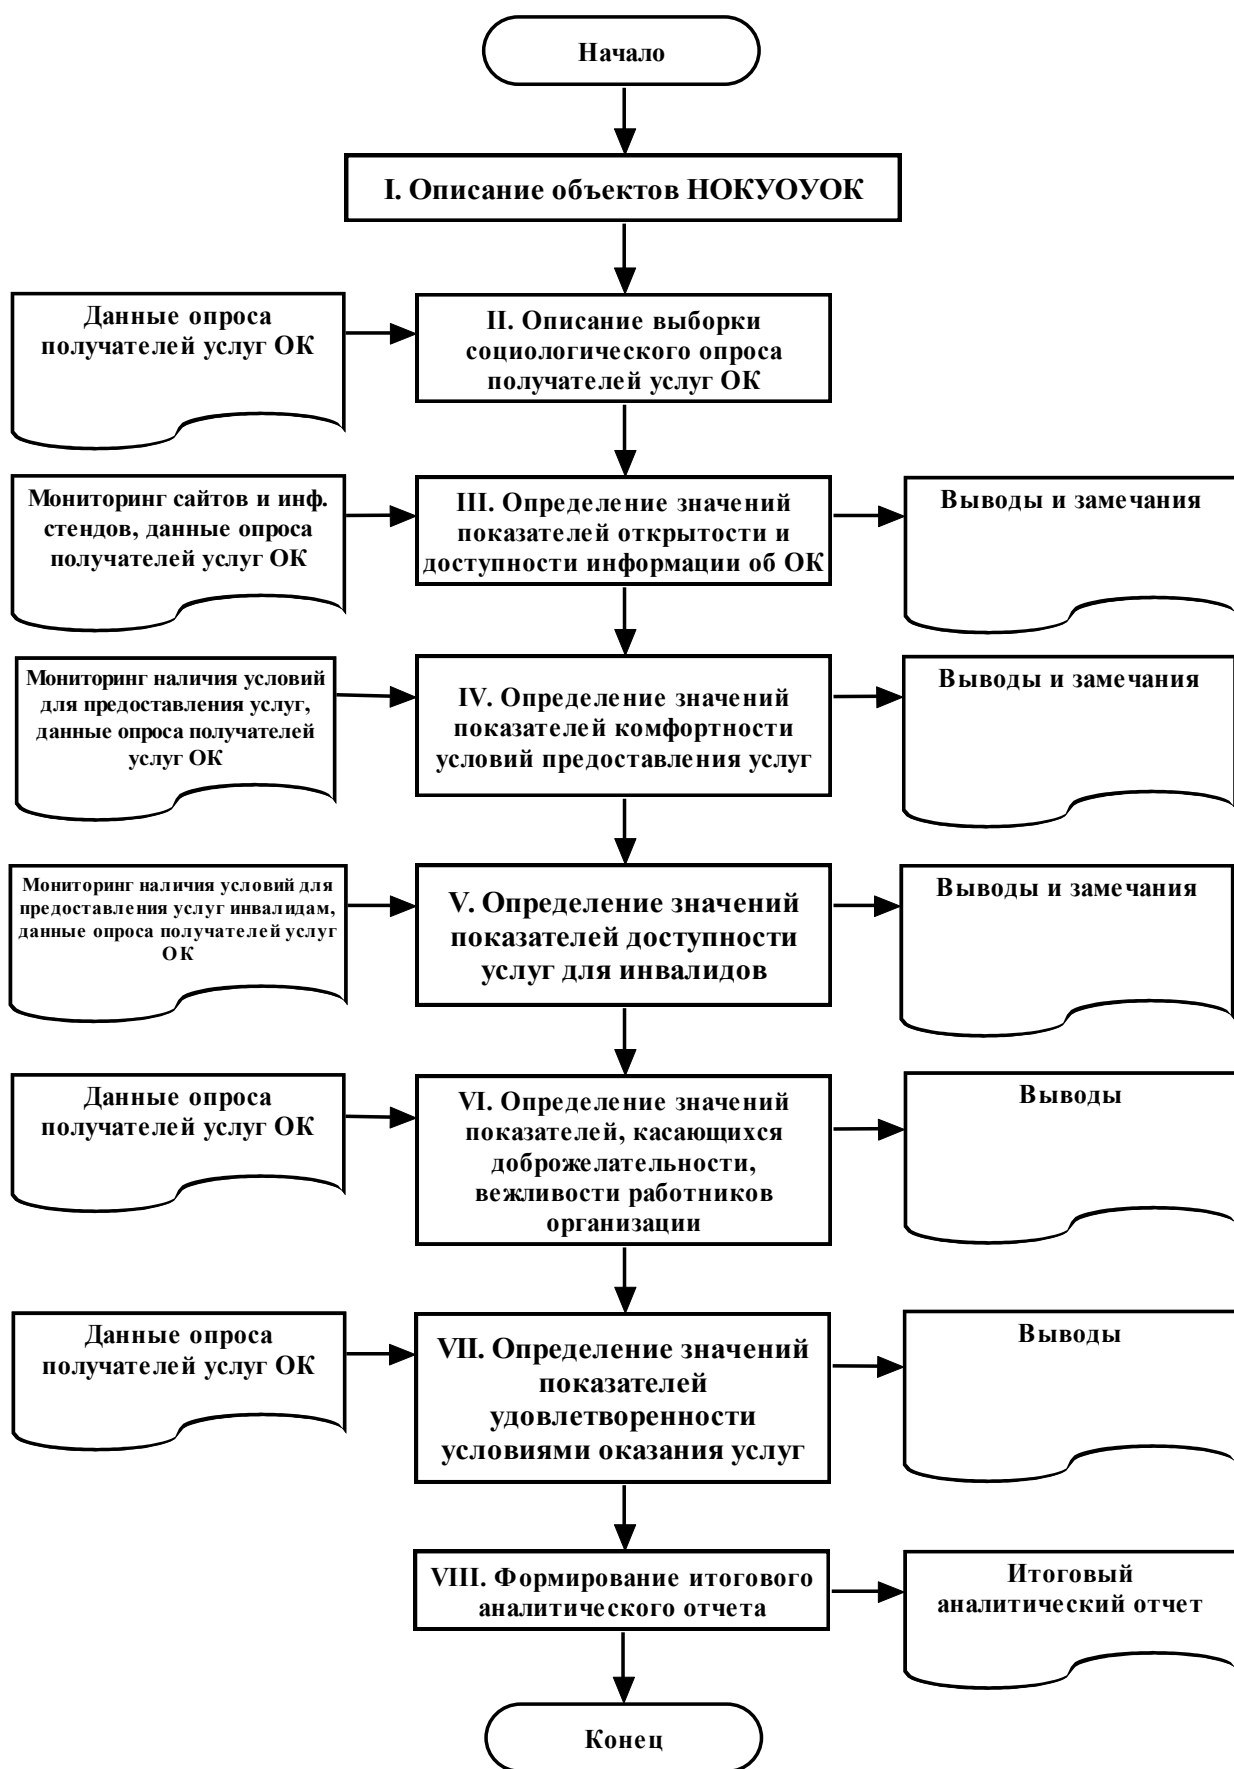 Начало
I. Описание объектов НОКУОУОК
Данные опроса
получателей услуг ОК
II. Описание выборки
социологического опроса
получателей услуг ОК
Мониторинг сайтов и инф.
стендов, данные опроса
получателей услуг ОК
III. Определение значений
показателей открытости и
доступности информации об ОК
Выводы и замечания
Мониторинг наличия условий
для предоставления услуг,
данные опроса получателей
услуг ОК
IV. Определение значений
показателей комфортности
условий предоставления услуг
Выводы и замечания
Мониторинг наличия условий для
предоставления услуг инвалидам,
данные опроса получателей услуг
ОК
V. Определение значений
показателей доступности
услуг для инвалидов
Выводы и замечания
Данные опроса
получателей услуг ОК
VI. Определение значений
показателей, касающихся
доброжелательности,
вежливости работников
организации
Выводы
Данные опроса
получателей услуг ОК
VII. Определение значений
показателей
удовлетворенности
условиями оказания услуг
Выводы
VIII. Формирование итогового
аналитического отчета
Итоговый
аналитический отчет
Конец